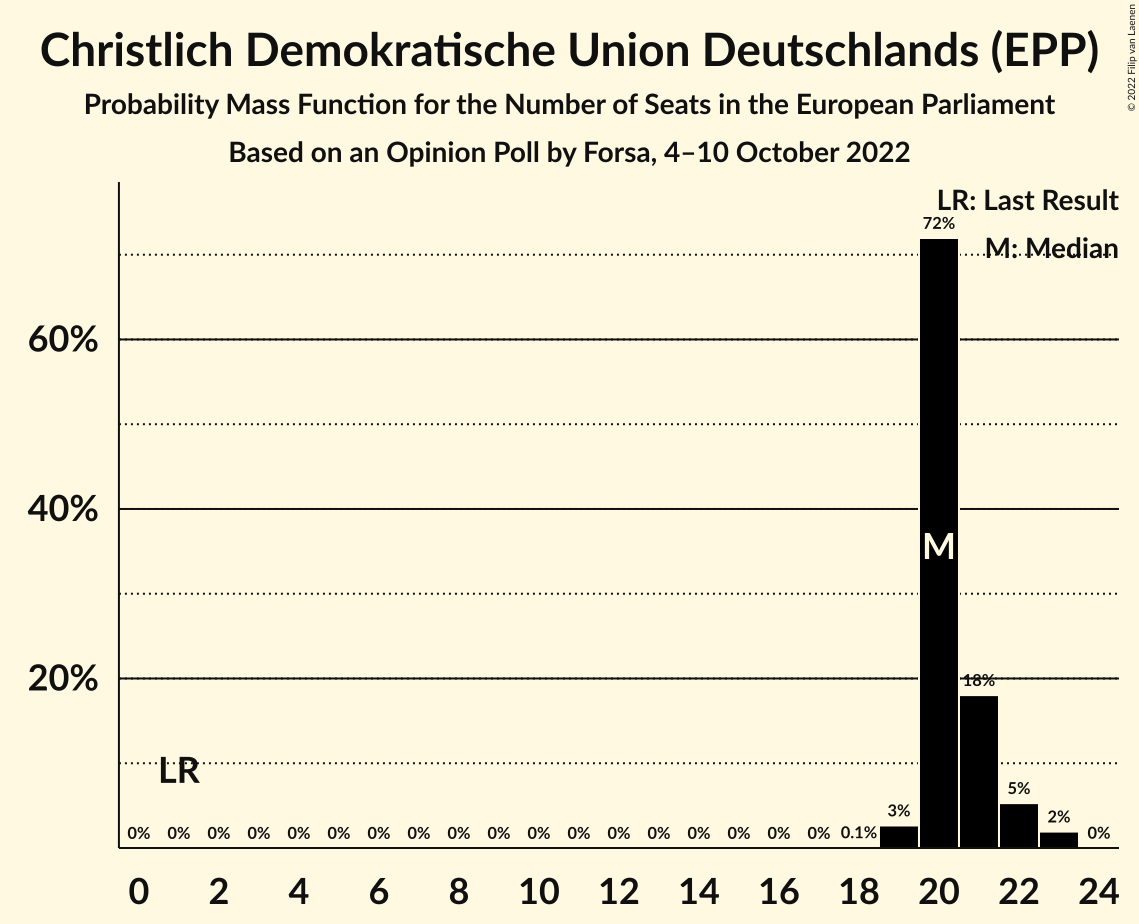 Christlich Demokratische Union Deutschlands (EPP)
Probability Mass Function for the Number of Seats in the European Parliament
Based on an Opinion Poll by Forsa, 4–10 October 2022
© 2022 Filip van Laenen
LR: Last Result
M: Median
72%
60%
40%
M
20%
18%
LR
5%
3%
2%
0% 0% 0% 0% 0% 0% 0% 0% 0% 0% 0% 0% 0% 0% 0% 0% 0% 0% 0.1% 0%
0 2 4 6 8 10 12 14 16 18 20 22 24